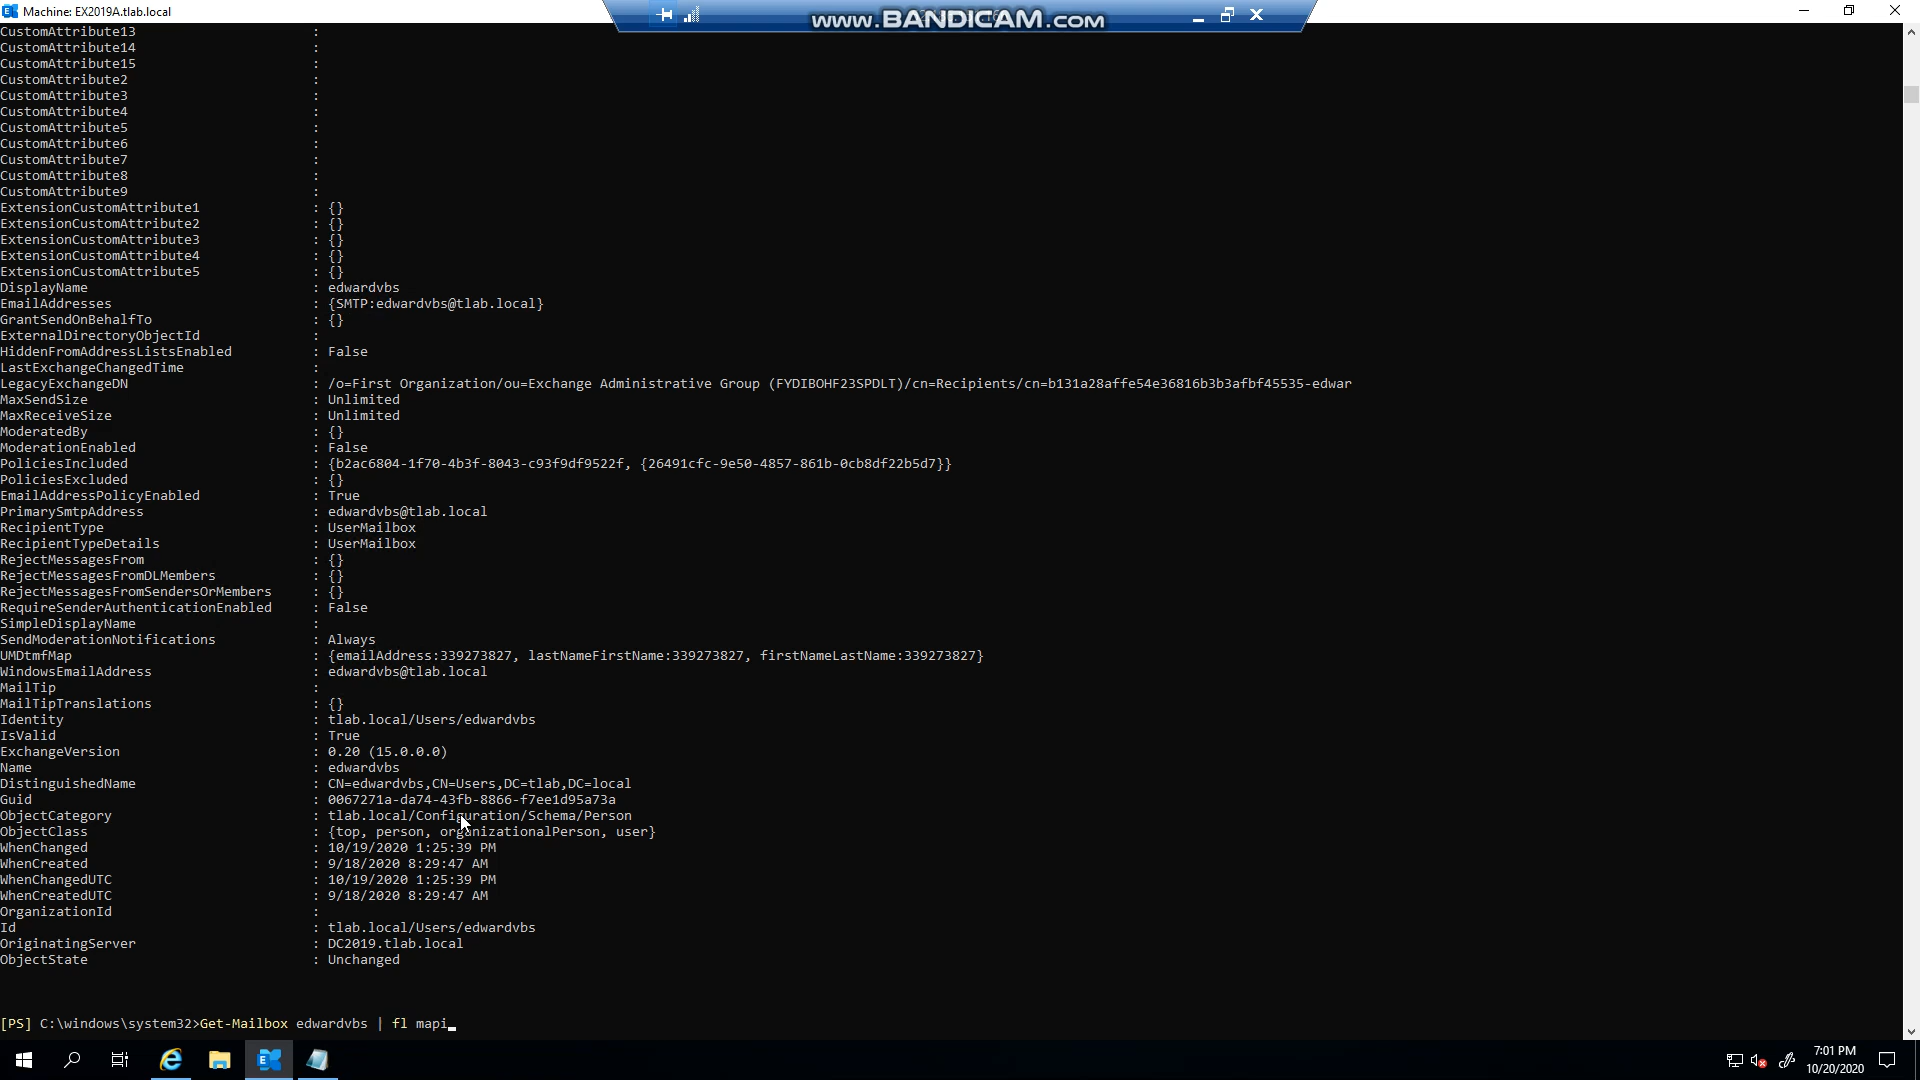 Machine: EX2019A.tlab.local
WWW.BANDICAM.COM
CustomAttribute13 :
CustomAttribute14 :
CustomAttribute15 :
CustomAttribute2 :
CustomAttribute3 :
CustomAttribute4 :
CustomAttribute5 :
CustomAttribute6 :
CustomAttribute7 :
CustomAttribute8 :
CustomAttribute9 :
ExtensionCustomAttribute1 : {}
ExtensionCustomAttribute2 : {}
ExtensionCustomAttribute3 : {}
ExtensionCustomAttribute4 : {}
ExtensionCustomAttribute5 : {}
DisplayName : edwardvbs
EmailAddresses : {SMTP:edwardvbs@tlab.local}
GrantSendOnBehalfTo : {}
ExternalDirectoryObjectId :
HiddenFromAddressListsEnabled : False
LastExchangeChangedTime :
LegacyExchangeDN : /o=First Organization/ou=Exchange Administrative Group (FYDIBOHF23SPDLT)/cn=Recipients/cn=b131a28affe54e36816b3b3afbf45535-edwar
MaxSendSize : Unlimited
MaxReceiveSize : Unlimited
ModeratedBy : {}
ModerationEnabled : False
PoliciesIncluded : {b2ac6804-1f70-4b3f-8043-c93f9df9522f, {26491cfc-9e50-4857-861b-0cb8df22b5d7}}
PoliciesExcluded : {}
EmailAddressPolicyEnabled : True
PrimarySmtpAddress : edwardvbs@tlab.local
RecipientType : UserMailbox
RecipientTypeDetails : UserMailbox
RejectMessagesFrom : {}
RejectMessagesFromDLMembers : {}
RejectMessagesFromSendersOrMembers : {}
RequireSenderAuthenticationEnabled : False
SimpleDisplayName :
SendModerationNotifications : Always
UMDtmfMap : {emailAddress:339273827, lastNameFirstName:339273827, firstNameLastName:339273827}
WindowsEmailAddress : edwardvbs@tlab.local
MailTip :
MailTipTranslations : {}
Identity : tlab.local/Users/edwardvbs
IsValid : True
ExchangeVersion : 0.20 (15.0.0.0)
Name : edwardvbs
DistinguishedName : CN=edwardvbs,CN=Users,DC=tlab,DC=local
Guid : 0067271a-da74-43fb-8866-f7ee1d95a73a
ObjectCategory : tlab.local/Configuration/Schema/Person
ObjectClass : {top, person, organizationalPerson, user}
WhenChanged : 10/19/2020 1:25:39 PM
WhenCreated : 9/18/2020 8:29:47 AM
WhenChangedUTC : 10/19/2020 1:25:39 PM
WhenCreatedUTC : 9/18/2020 8:29:47 AM
OrganizationId :
Id : tlab.local/Users/edwardvbs
OriginatingServer : DC2019.tlab.local
ObjectState : Unchanged
[PS] C:\windows\system32>Get-Mailbox edwardvbs | fl mapi_
7:01 PM
10/20/2020